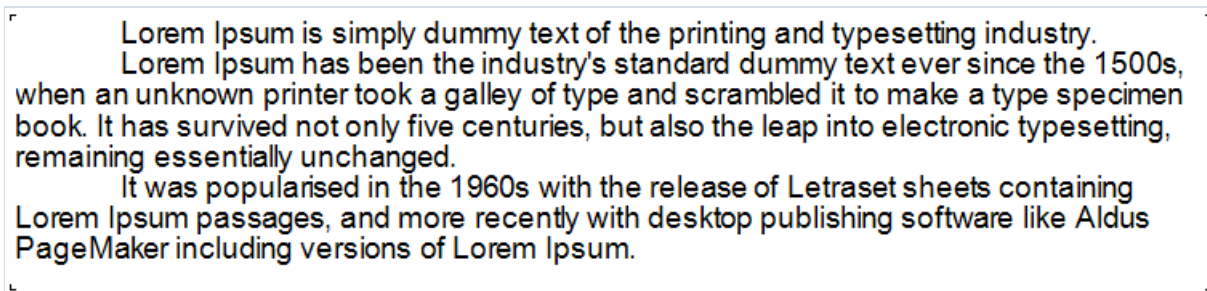 Lorem Ipsum is simply dummy text of the printing and typesetting industry.
Lorem Ipsum has been the industry's standard dummy text ever since the 1500s,
when an unknown printer took a galley of type and scrambled it to make a type specimen
book. It has survived not only five centuries, but also the leap into electronic typesetting,
remaining essentially unchanged.
It was popularised in the 1960s with the release of Letraset sheets containing
Lorem Ipsum passages, and more recently with desktop publishing software like Aldus
PageMaker including versions of Lorem Ipsum.